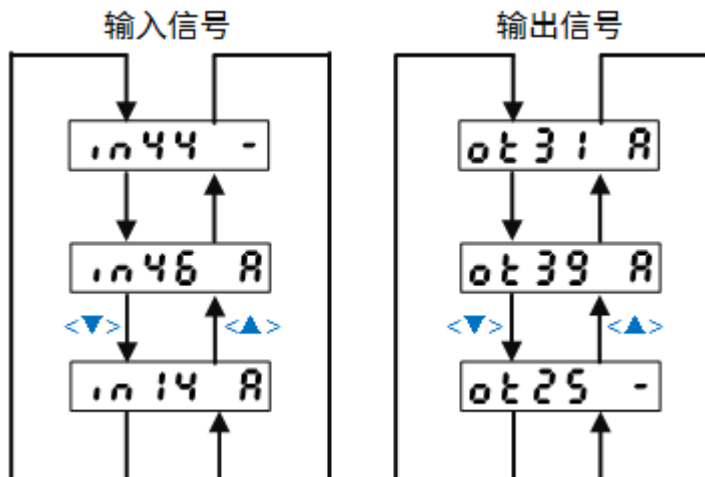 输入信号
in44 -
in46 A
<▼> <▲>
in14 A
输出信号
ot31 A
ot39 A
<▼> <▲>
ot25 -